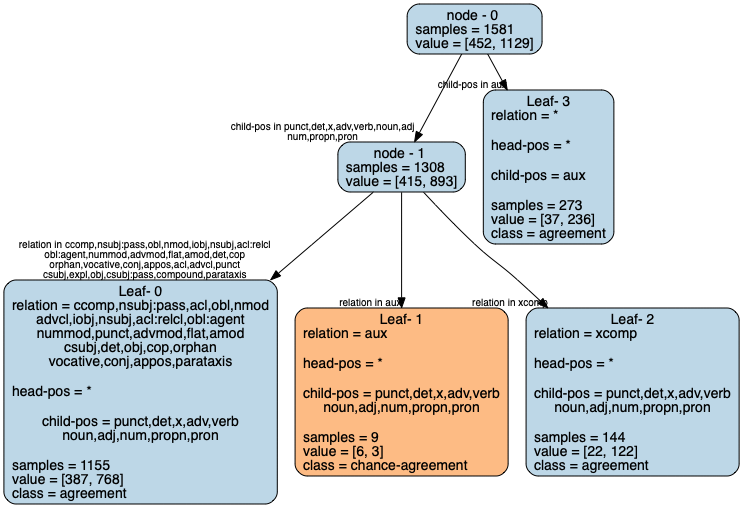 node - 0
samples = 1581
value = [452, 1129]
child-pos in aux
child-pos in punct,det,x,adv,verb,noun,adj
num,propn,pron
Leaf- 3
relation = *
head-pos = *
child-pos = aux
samples = 273
value = [37, 236]
class = agreement
node - 1
samples = 1308
value = [415, 893]
relation in ccomp,nsubj:pass,obl,nmod,iobj,nsubj,acl:relcl
obl:agent,nummod,advmod,flat,amod,det,cop
orphan,vocative,conj,appos,acl,advcl,punct
csubj,expl,obj,csubj:pass,compound,parataxis
relation in aux
relation in xcomp
Leaf- 0
relation = ccomp,nsubj:pass,acl,obl,nmod
advcl,iobj,nsubj,acl:relcl,obl:agent
nummod,punct,advmod,flat,amod
csubj,det,obj,cop,orphan
vocative,conj,appos,parataxis
head-pos = *
child-pos = punct,det,x,adv,verb
noun,adj,num,propn,pron
samples = 1155
value = [387, 768]
class = agreement
Leaf- 1
relation = aux
head-pos = *
child-pos = punct,det,x,adv,verb
noun,adj,num,propn,pron
samples = 9
value = [6, 3]
class = chance-agreement
Leaf- 2
relation = xcomp
head-pos = *
child-pos = punct,det,x,adv,verb
noun,adj,num,propn,pron
samples = 144
value = [22, 122]
class = agreement